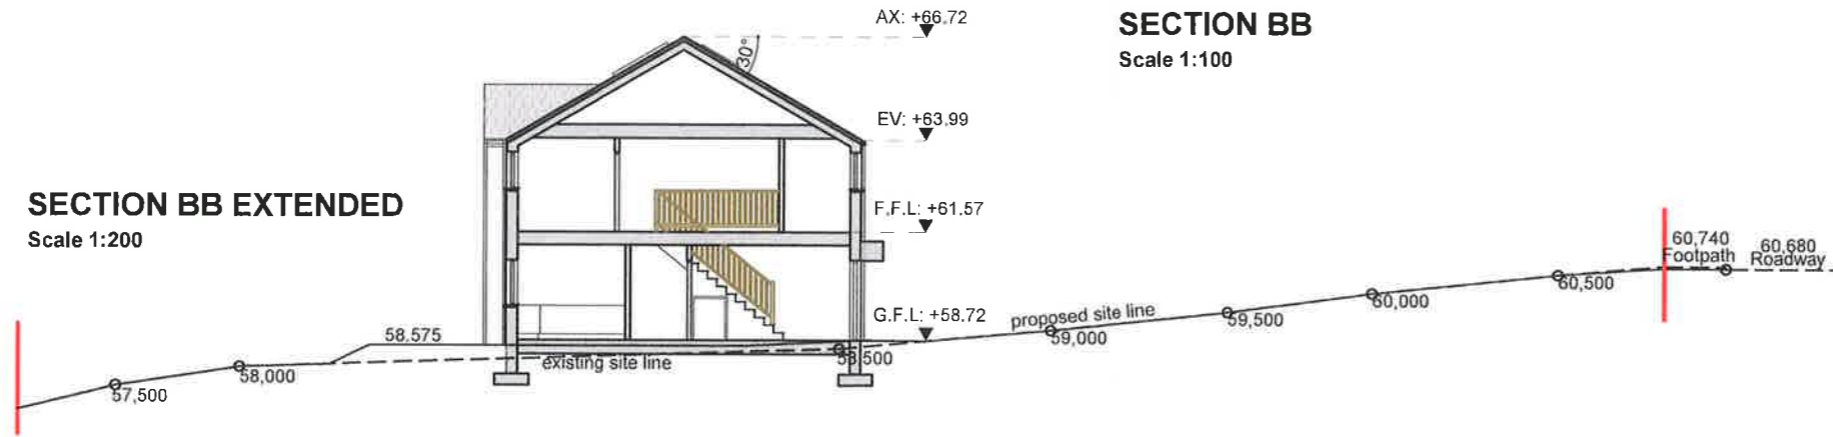 SECTION BB
Scale 1:100
AX: +66.72
30°
EV: +63.99
SECTION BB EXTENDED
Scale 1:200
F.F.L: +61.57
G.F.L: +58.72
60,740
Footpath
60,680
Roadway
60,500
60,000
59,500
proposed site line
59,000
58.575
58,500
existing site line
58,000
57,500